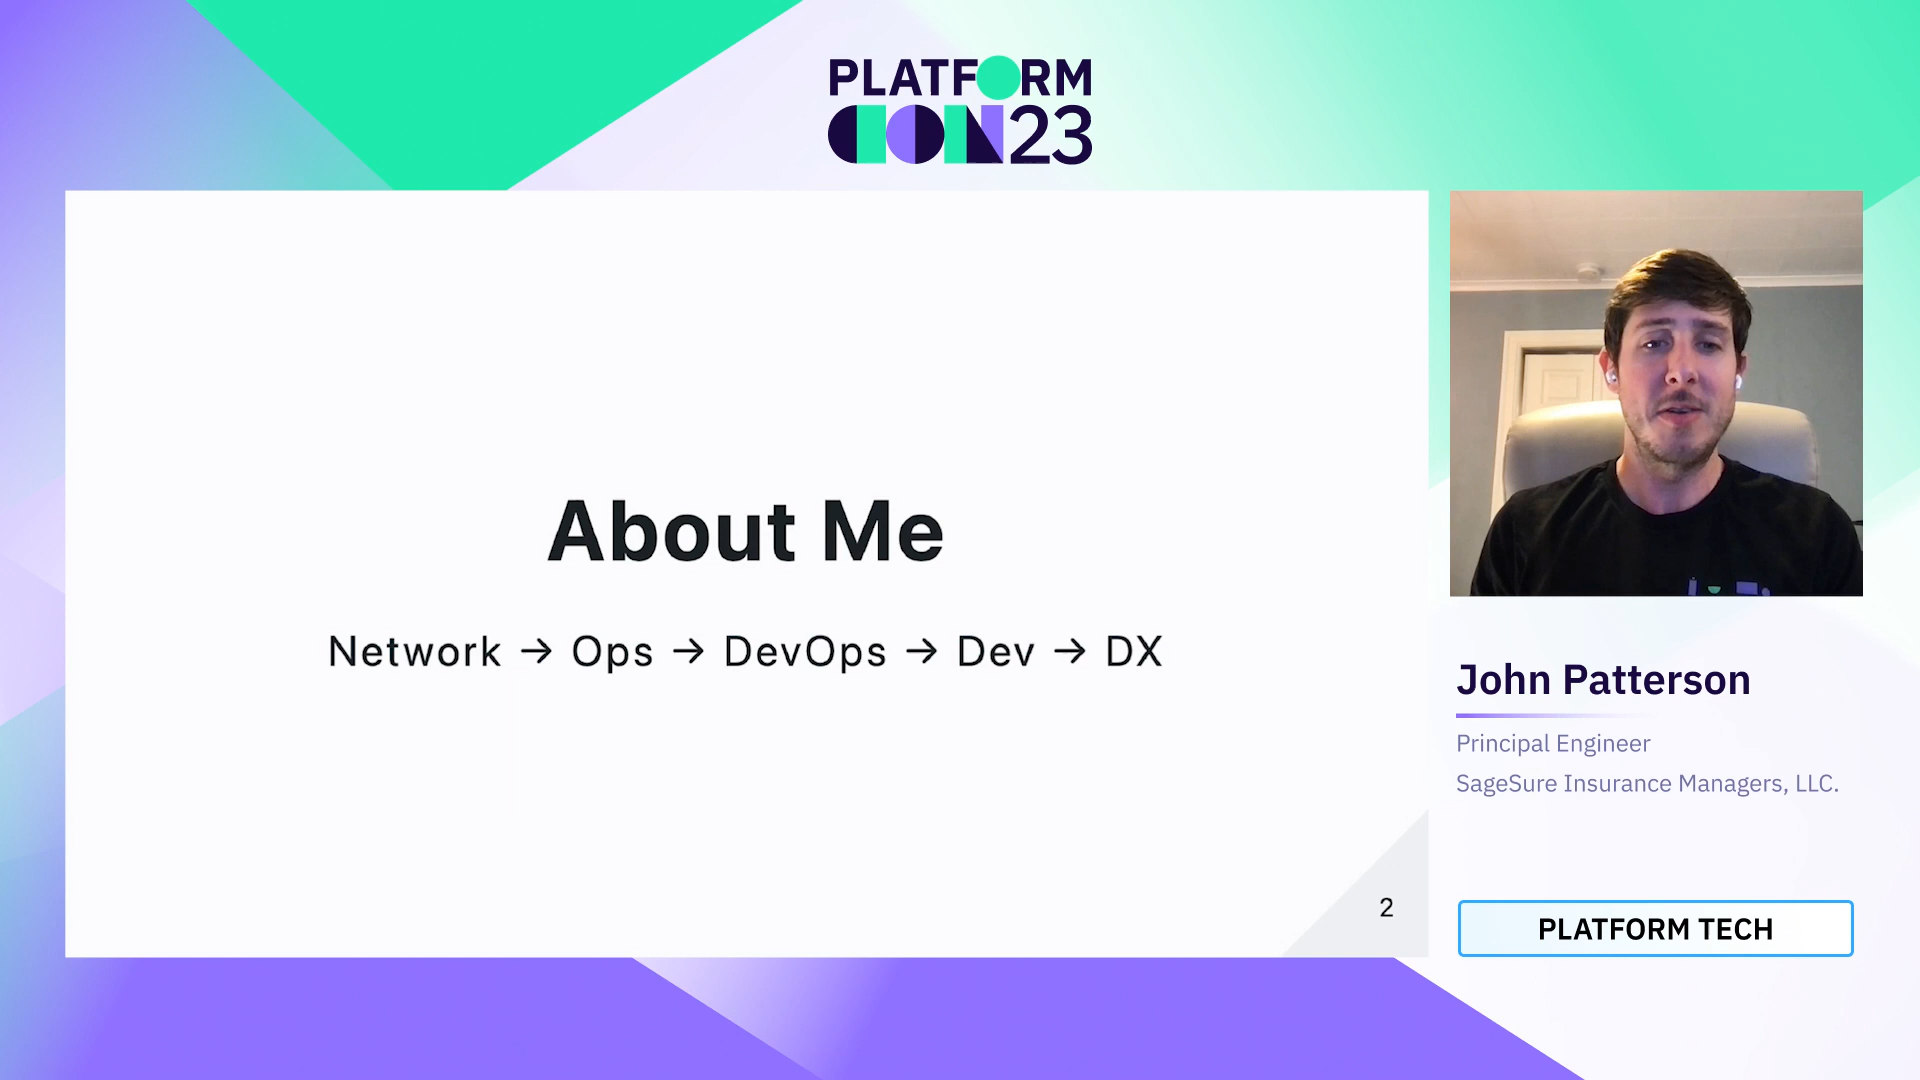 PLATFORM
CON23
About Me
Network → Ops → DevOps → Dev → DX
2
John Patterson
Principal Engineer
SageSure Insurance Managers, LLC.
PLATFORM TECH